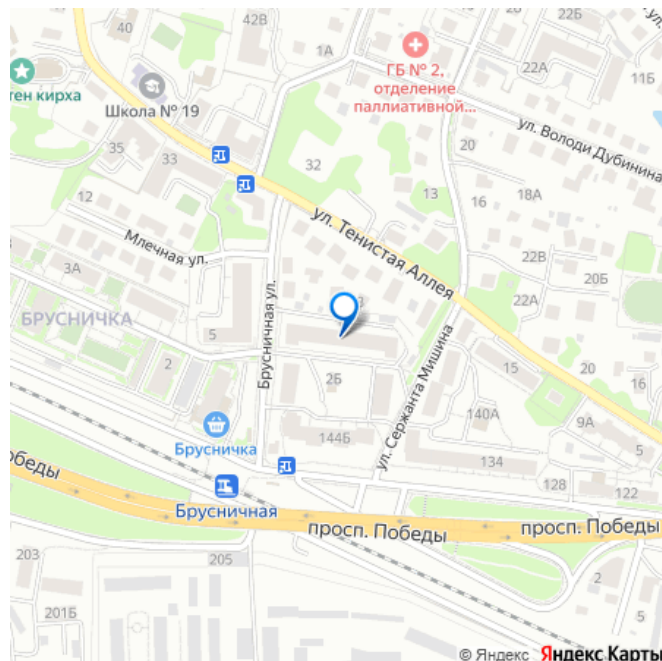 40
42В
1А
22Б
11Б
22А
ГБ № 2,
отделение
паллиативной...
тен кирха
Школа № 19
ул. Володи Дубинина
20
35
33
32
12
13
16
18А
ул. Тенистая Аллея
Млечная ул.
22В
20Б
22А
3А
БРУСНИЧКА
5
2
Брусничная ул.
2Б
ул. Сержанта Мишина
15
20
16
140А
9А
5
Брусничка
144Б
134
128
122
Победы
Брусничная
просп. Победы
просп. Победы
203
205
2
5
201Б
© Яндекс Яндекс Карты